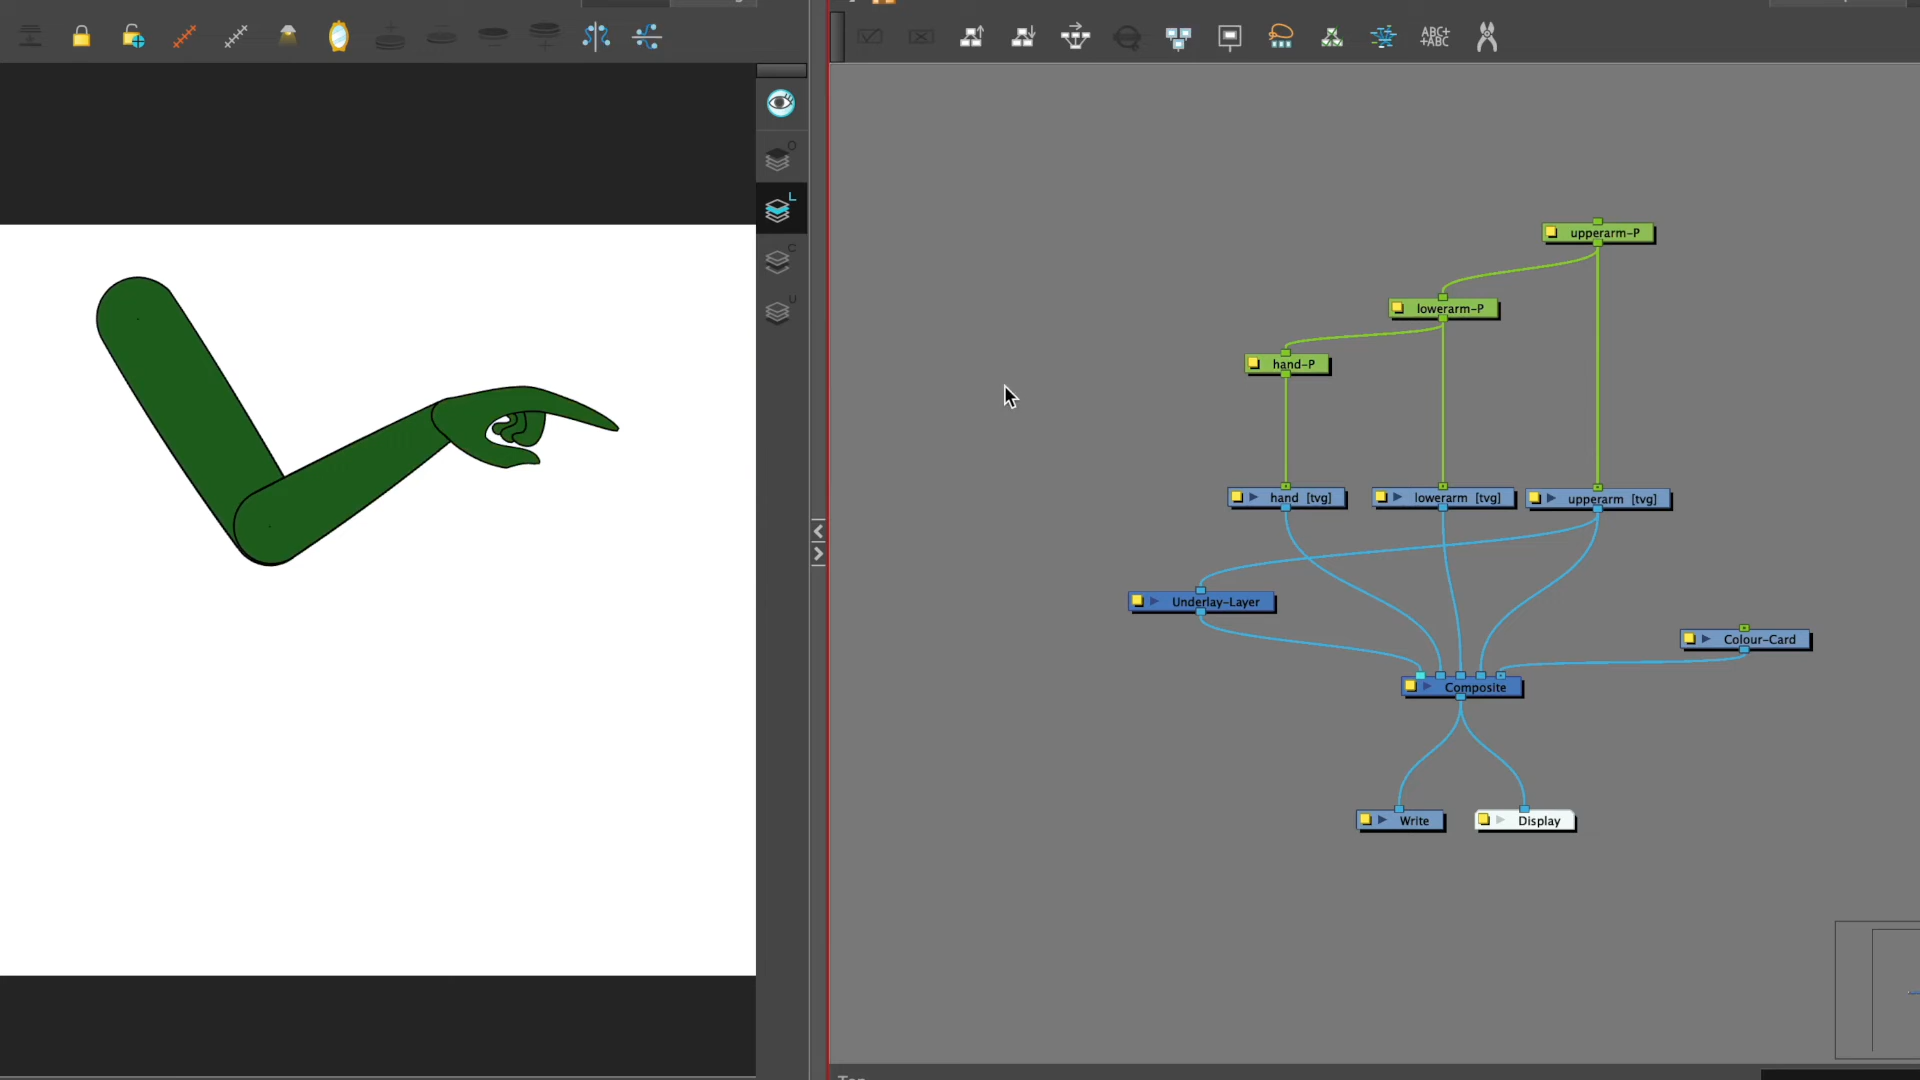 ABC+
+ABC
O
L
C
U
upperarm-P
lowerarm-P
hand-P
hand [tvg]
lowerarm [tvg]
upperarm [tvg]
Underlay-Layer
Colour-Card
Composite
Write
Display